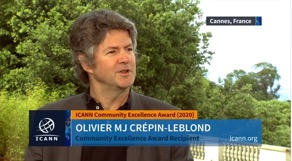 Cannes, France
ICANN Community Excellence Award (2020)
OLIVIER MJ CRÉPIN-LEBLOND
Community Excellence Award Recipient
ICANN
icann.org